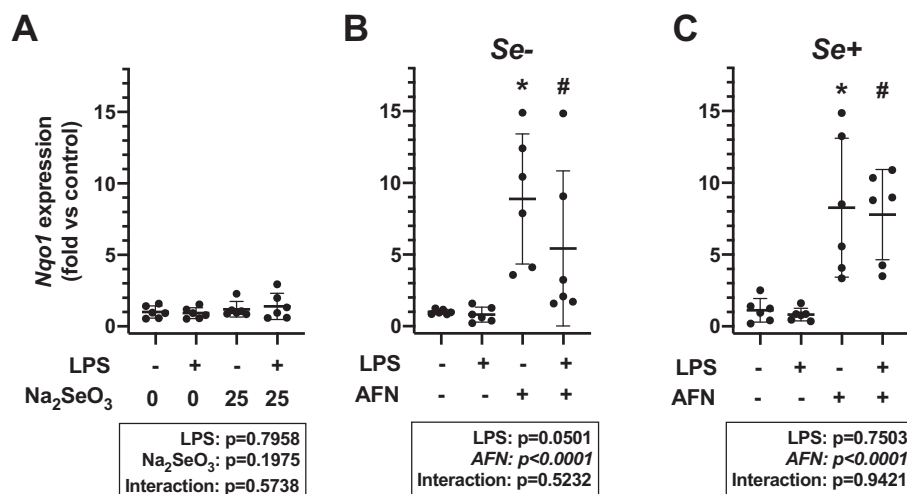 A
Nqo1 expression
(fold vs control)
15
10
5
0
LPS - + - +
Na₂SeO₃ 0 0 25 25
LPS: p=0.7958
Na₂SeO₃: p=0.1975
Interaction: p=0.5738
B
Se-
* #
15
10
5
0
LPS - + - +
AFN - - + +
LPS: p=0.0501
AFN: p<0.0001
Interaction: p=0.5232
C
Se+
* #
15
10
5
0
LPS - + - +
AFN - - + +
LPS: p=0.7503
AFN: p<0.0001
Interaction: p=0.9421